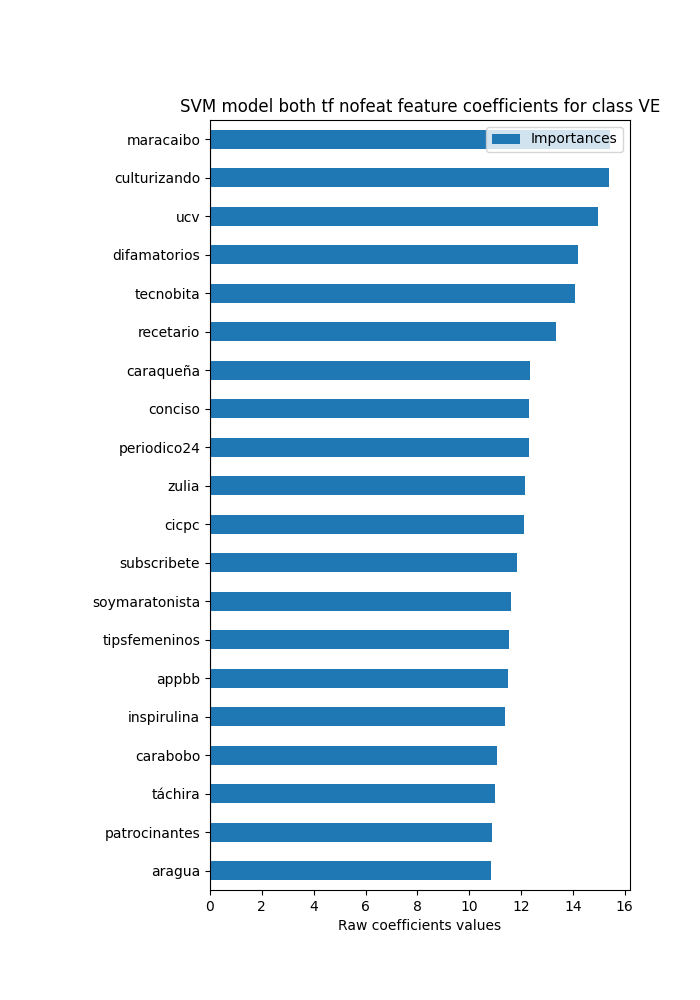 SVM model both tf nofeat feature coefficients for class VE
Importances
maracaibo
culturizando
ucv
difamatorios
tecnobita
recetario
caraqueña
conciso
periodico24
zulia
cicpc
subscribete
soymaratonista
tipsfemeninos
appbb
inspirulina
carabobo
táchira
patrocinantes
aragua
0 2 4 6 8 10 12 14 16
Raw coefficients values